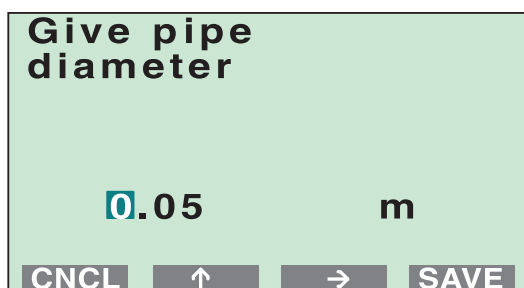 Give pipe
diameter
0.05 m
CNCL ↑ → SAVE